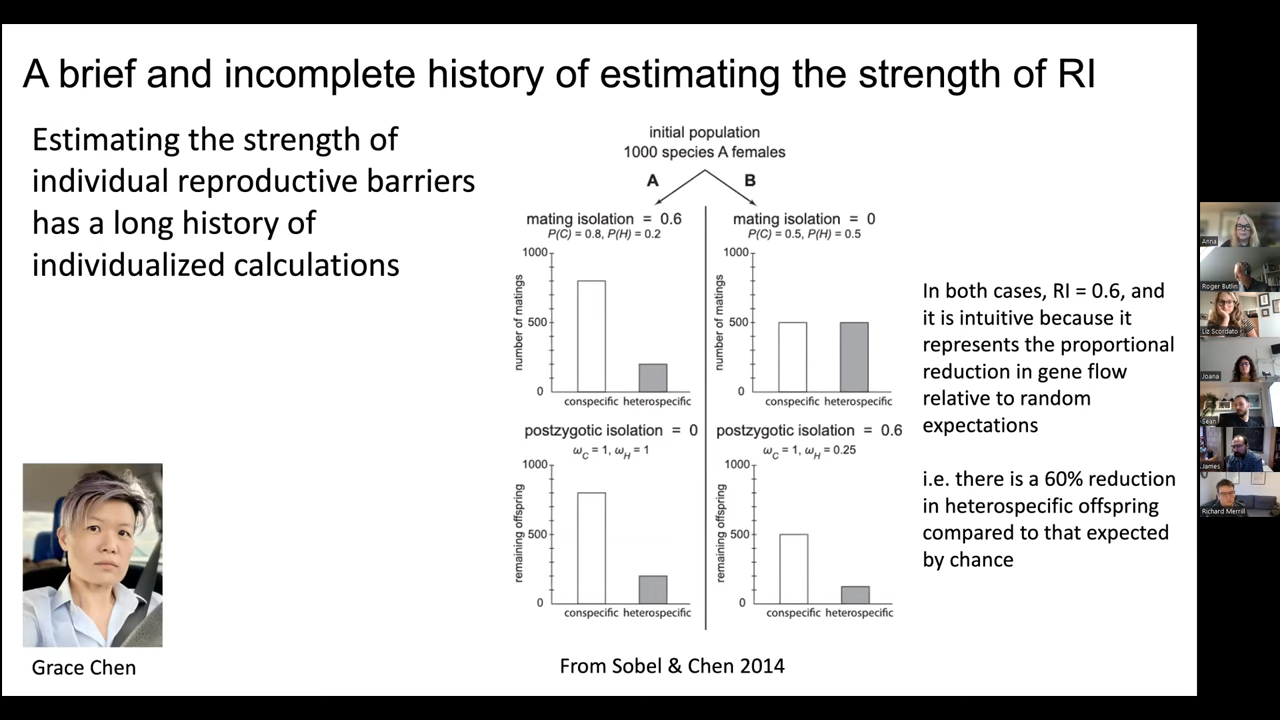 A brief and incomplete history of estimating the strength of RI
Estimating the strength of
individual reproductive barriers
has a long history of
individualized calculations
initial population
1000 species A females
A
B
mating isolation = 0.6
P(C) = 0.8, P(H) = 0.2
number of matings
1000
500
0
conspecific heterospecific
mating isolation = 0
P(C) = 0.5, P(H) = 0.5
number of matings
1000
500
0
conspecific heterospecific
postzygotic isolation = 0
ωC = 1, ωH = 1
remaining offspring
1000
500
0
conspecific heterospecific
postzygotic isolation = 0.6
ωC = 1, ωH = 0.25
remaining offspring
1000
500
0
conspecific heterospecific
In both cases, RI = 0.6, and
it is intuitive because it
represents the proportional
reduction in gene flow
relative to random
expectations
i.e. there is a 60% reduction
in heterospecific offspring
compared to that expected
by chance
Grace Chen
From Sobel & Chen 2014
Anna
Roger Butlin
Liz Scordato
Joana
Sean
James
Richard Merrill